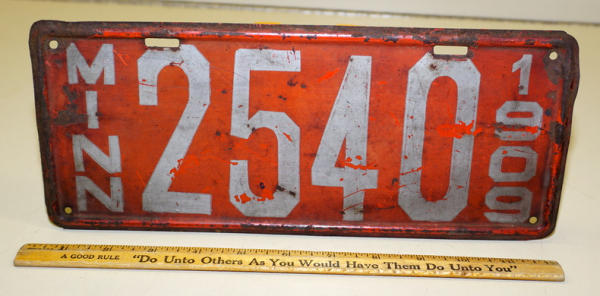 MINN
2540
1909
A GOOD RULE "Do Unto Others As You Would Have Them Do Unto You"